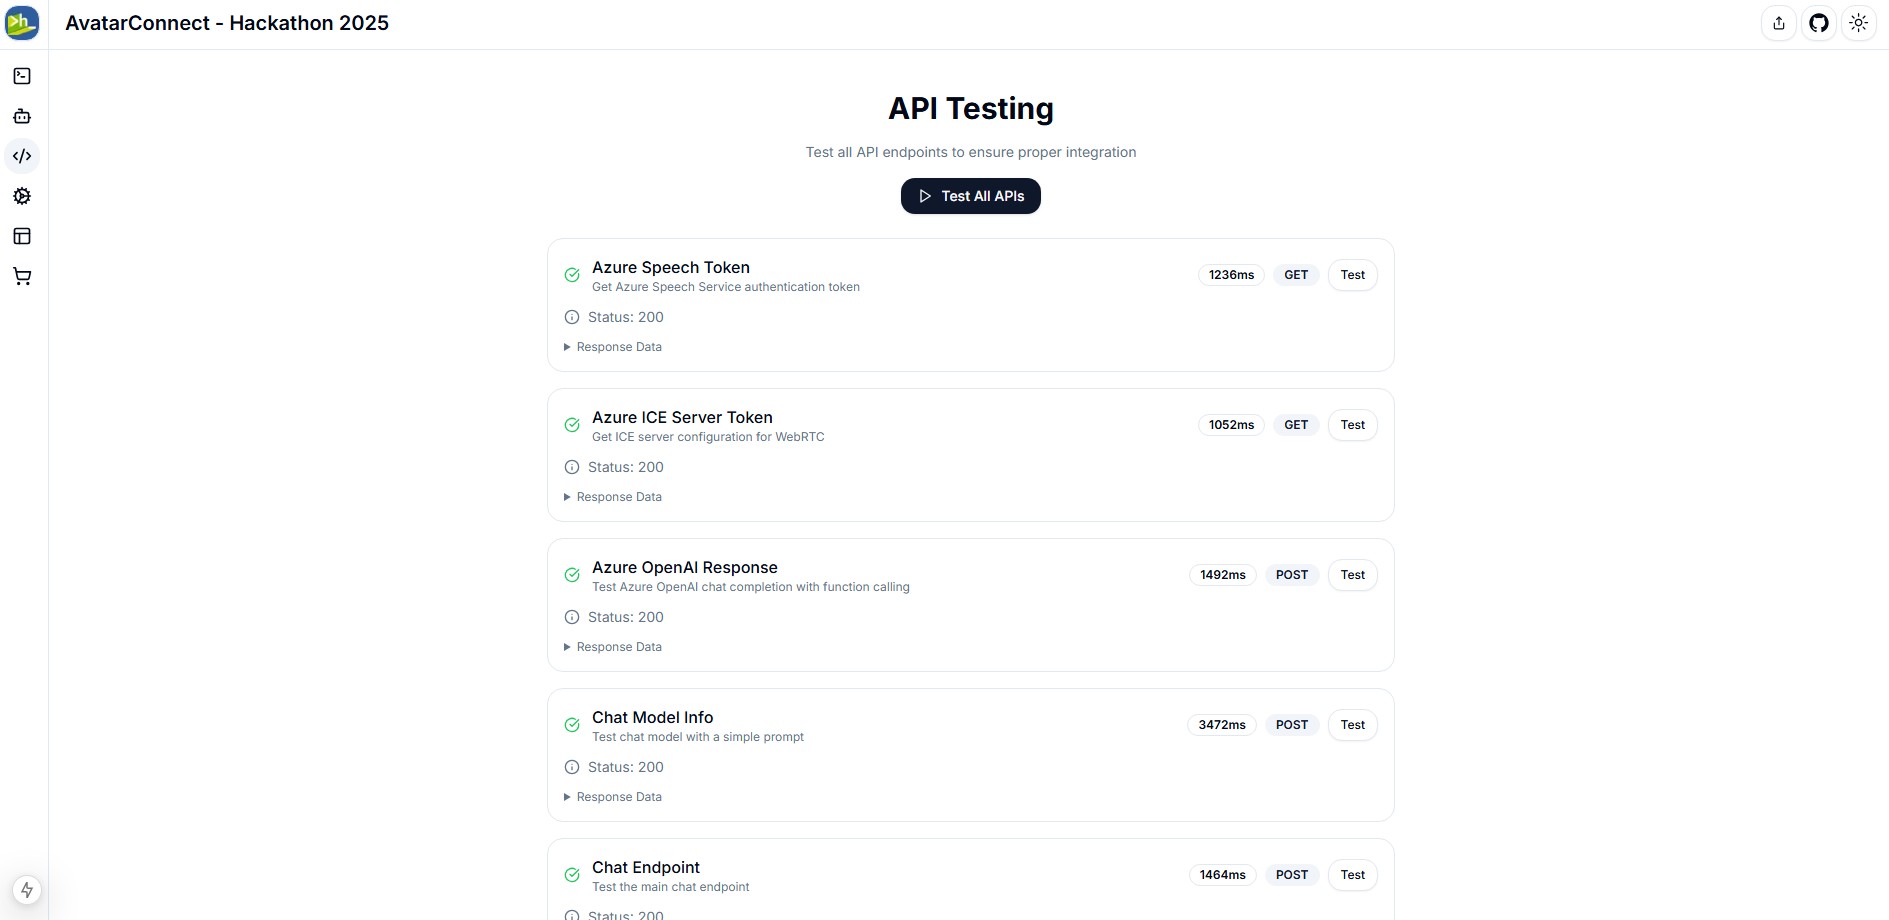 AvatarConnect - Hackathon 2025
API Testing
Test all API endpoints to ensure proper integration
Test All APIs
Azure Speech Token
Get Azure Speech Service authentication token
1236ms GET Test
Status: 200
Response Data
Azure ICE Server Token
Get ICE server configuration for WebRTC
1052ms GET Test
Status: 200
Response Data
Azure OpenAI Response
Test Azure OpenAI chat completion with function calling
1492ms POST Test
Status: 200
Response Data
Chat Model Info
Test chat model with a simple prompt
3472ms POST Test
Status: 200
Response Data
Chat Endpoint
Test the main chat endpoint
1464ms POST Test
Status: 200